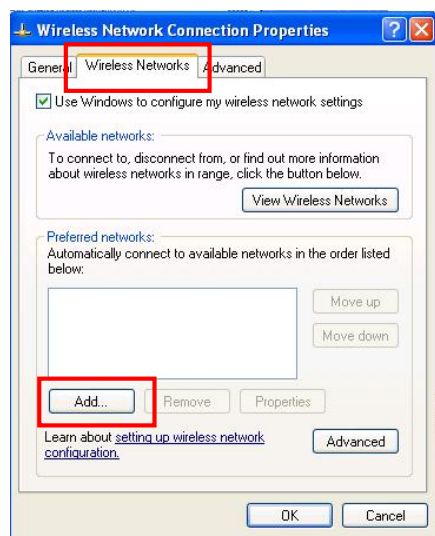 Wireless Network Connection Properties
General Wireless Networks Advanced
Use Windows to configure my wireless network settings
Available networks:
To connect to, disconnect from, or find out more information
about wireless networks in range, click the button below.
View Wireless Networks
Preferred networks:
Automatically connect to available networks in the order listed
below:
Move up
Move down
Add... Remove Properties
Learn about setting up wireless network
configuration.
Advanced
OK Cancel